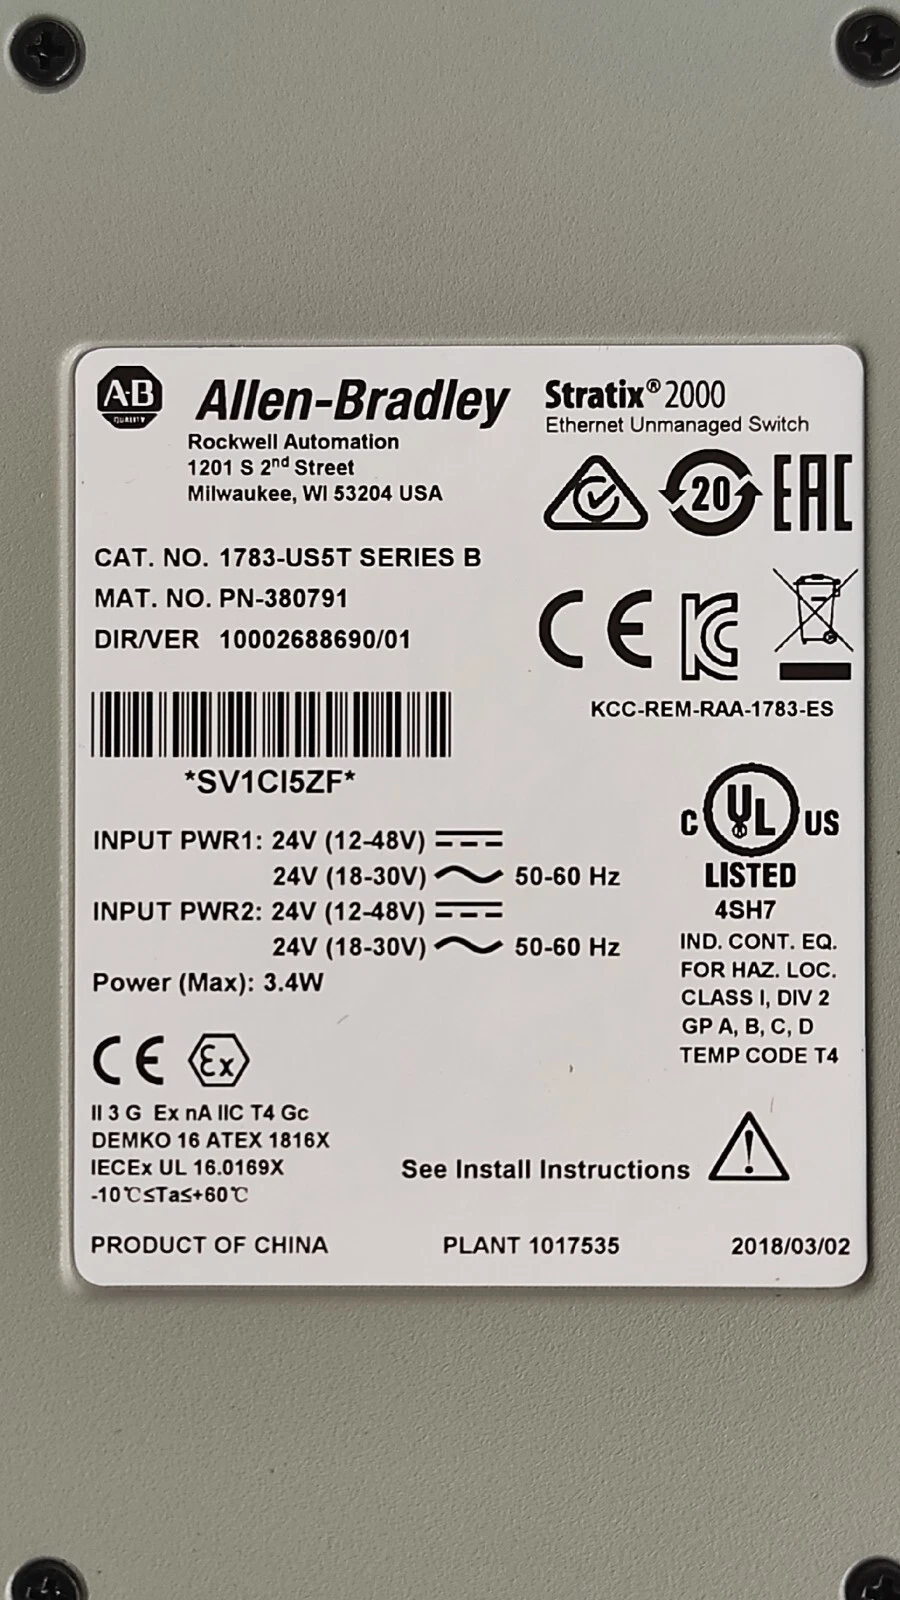 A-B
QUALITY
Allen-Bradley
Rockwell Automation
1201 S 2nd Street
Milwaukee, WI 53204 USA
Stratix® 2000
Ethernet Unmanaged Switch
20
EAC
CAT. NO. 1783-US5T SERIES B
MAT. NO. PN-380791
DIR/VER 10002688690/01
CE
KC
KCC-REM-RAA-1783-ES
*SV1CI5ZF*
INPUT PWR1: 24V (12-48V)
24V (18-30V) 50-60 Hz
INPUT PWR2: 24V (12-48V)
24V (18-30V) 50-60 Hz
Power (Max): 3.4W
C UL US
LISTED
4SH7
IND. CONT. EQ.
FOR HAZ. LOC.
CLASS I, DIV 2
GP A, B, C, D
TEMP CODE T4
CE Ex
II 3 G Ex nA IIC T4 Gc
DEMKO 16 ATEX 1816X
IECEx UL 16.0169X
-10℃≤Ta≤+60℃
See Install Instructions
PRODUCT OF CHINA
PLANT 1017535
2018/03/02